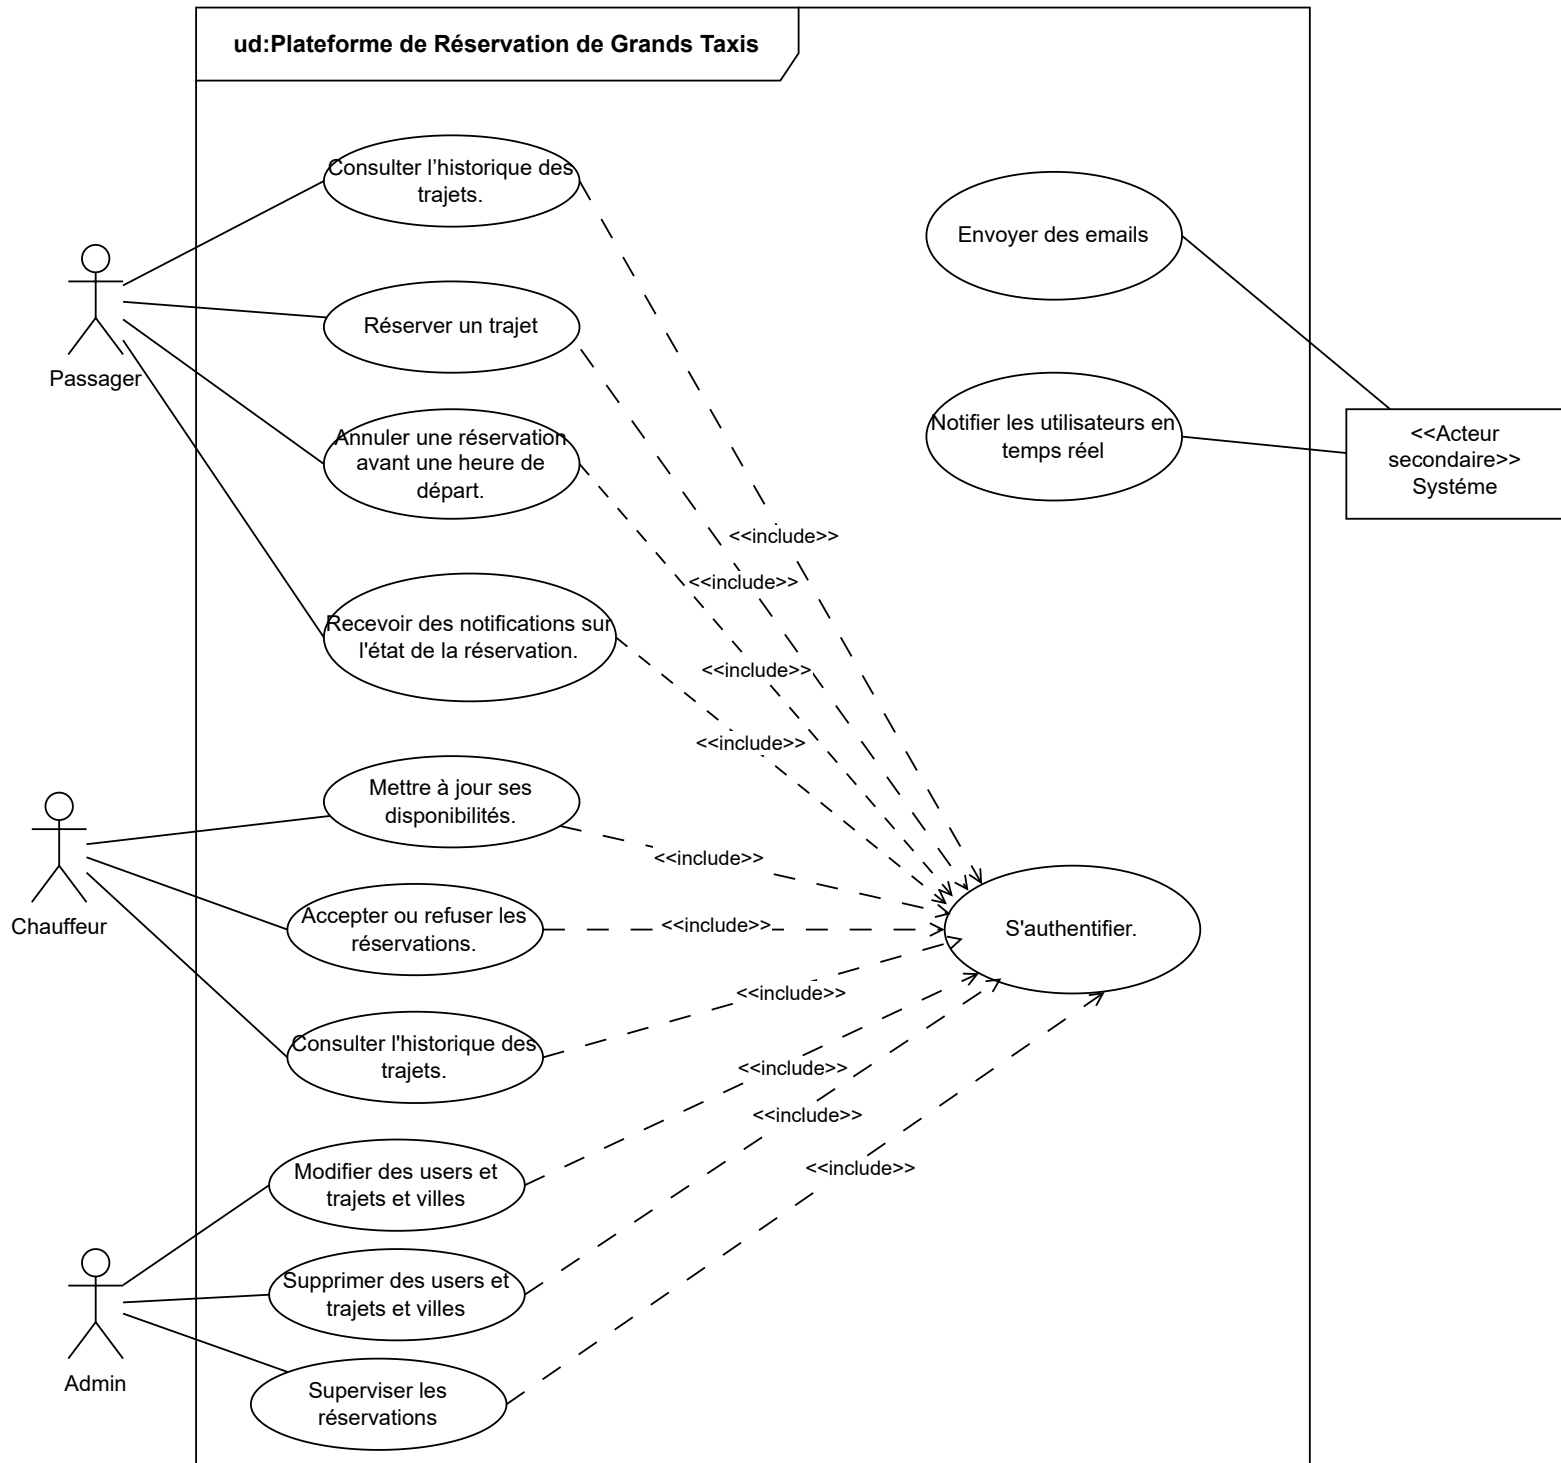 ud:Plateforme de Réservation de Grands Taxis
Consulter l’historique des
trajets.
Envoyer des emails
Réserver un trajet
Passager
Annuler une réservation
avant une heure de
départ.
Notifier les utilisateurs en
temps réel
<<Acteur
secondaire>>
Systéme
<<include>>
<<include>>
Recevoir des notifications sur
l'état de la réservation.
<<include>>
<<include>>
Mettre à jour ses
disponibilités.
<<include>>
Chauffeur
Accepter ou refuser les
réservations.
<<include>>
S'authentifier.
<<include>>
Consulter l'historique des
trajets.
<<include>>
<<include>>
Modifier des users et
trajets et villes
<<include>>
Supprimer des users et
trajets et villes
Admin
Superviser les
réservations